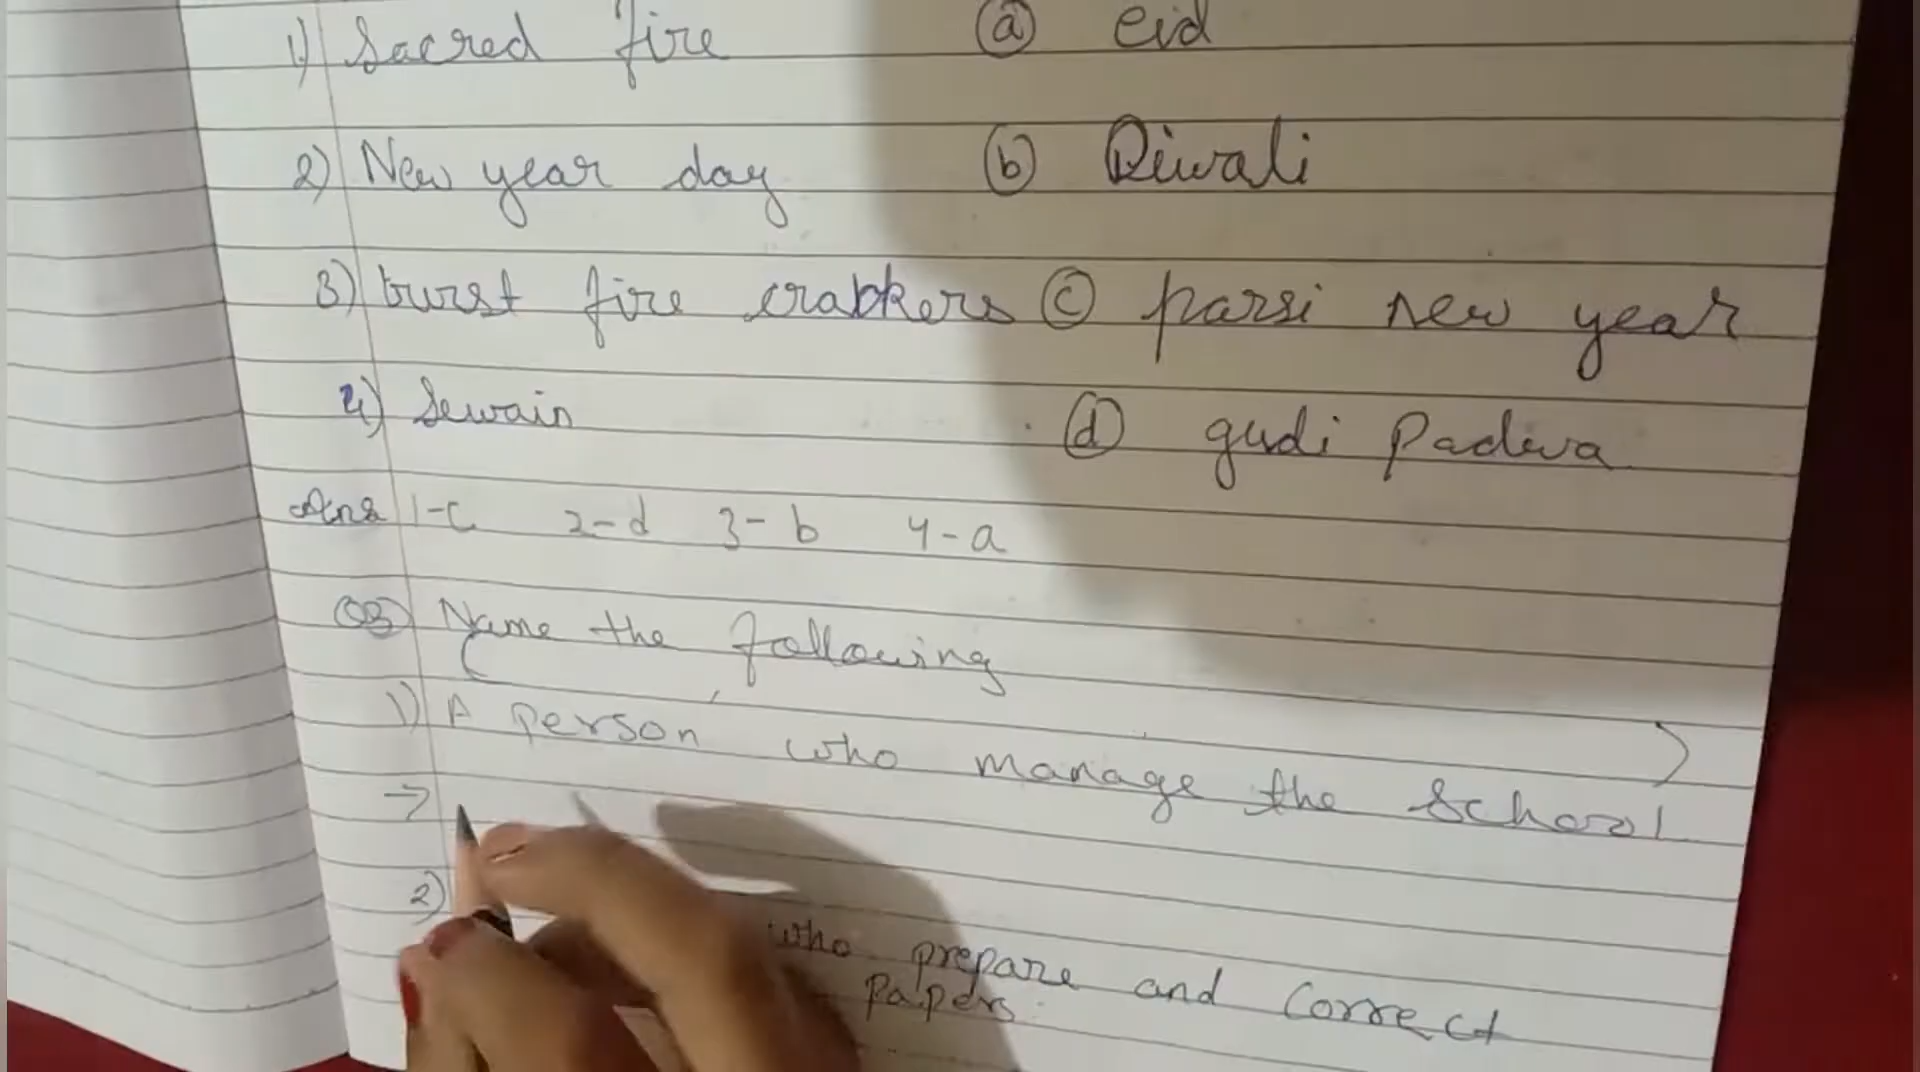 1) Sacred fire (a) eid
2) New year day (b) Diwali
3) burst fire crackers (c) parsi new year
4) Sewain (d) gudi Padwa
Ans 1-c 2-d 3-b 4-a
Q3) Name the following
1) A person who manage the School
→
2) who prepare and Correct
papers